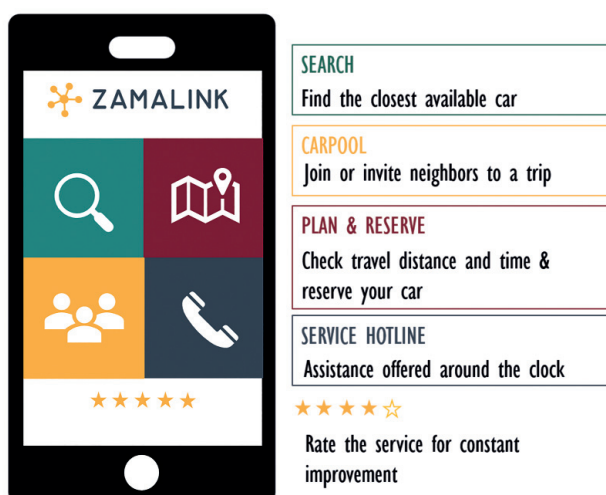 ZAMALINK
SEARCH
Find the closest available car
CARPOOL
Join or invite neighbors to a trip
PLAN & RESERVE
Check travel distance and time &
reserve your car
SERVICE HOTLINE
Assistance offered around the clock
Rate the service for constant
improvement